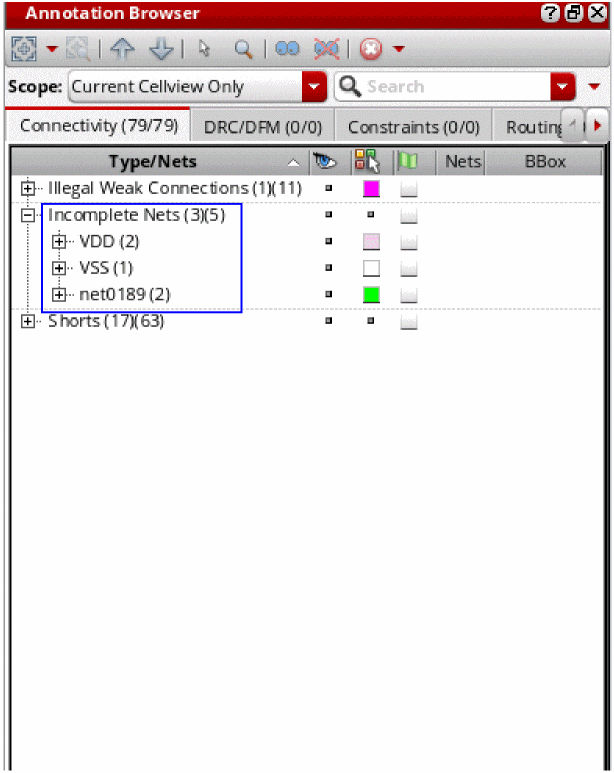 Annotation Browser
Scope: Current Cellview Only Search
Connectivity (79/79) DRC/DFM (0/0) Constraints (0/0) Routing
Type/Nets Nets BBox
Illegal Weak Connections (1)(11)
Incomplete Nets (3)(5)
VDD (2)
VSS (1)
net0189 (2)
Shorts (17)(63)